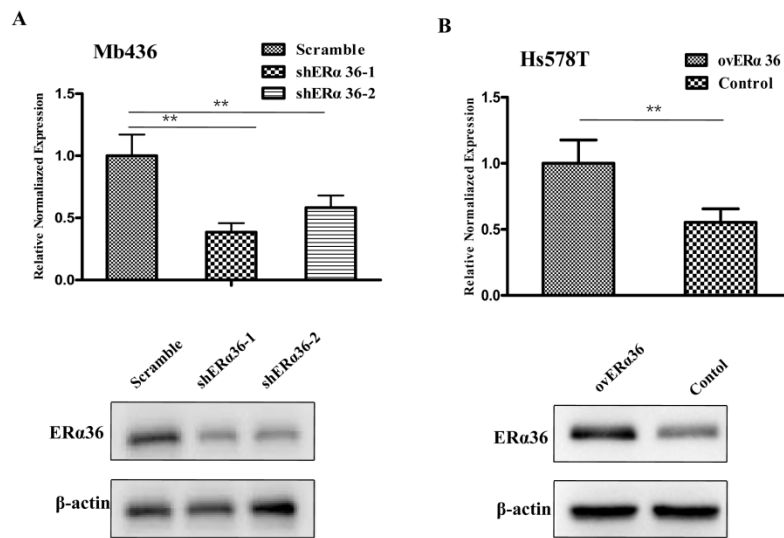 A
Mb436
Scramble
shERα 36-1
shERα 36-2
Relative Normaliazed Expression
1.5
1.0
0.5
0.0
**
**
Scramble
shERα36-1
shERα36-2
ERα36
β-actin
B
Hs578T
ovERα 36
Control
Relative Normaliazed Expression
1.5
1.0
0.5
0.0
**
ovERα36
Contol
ERα36
β-actin